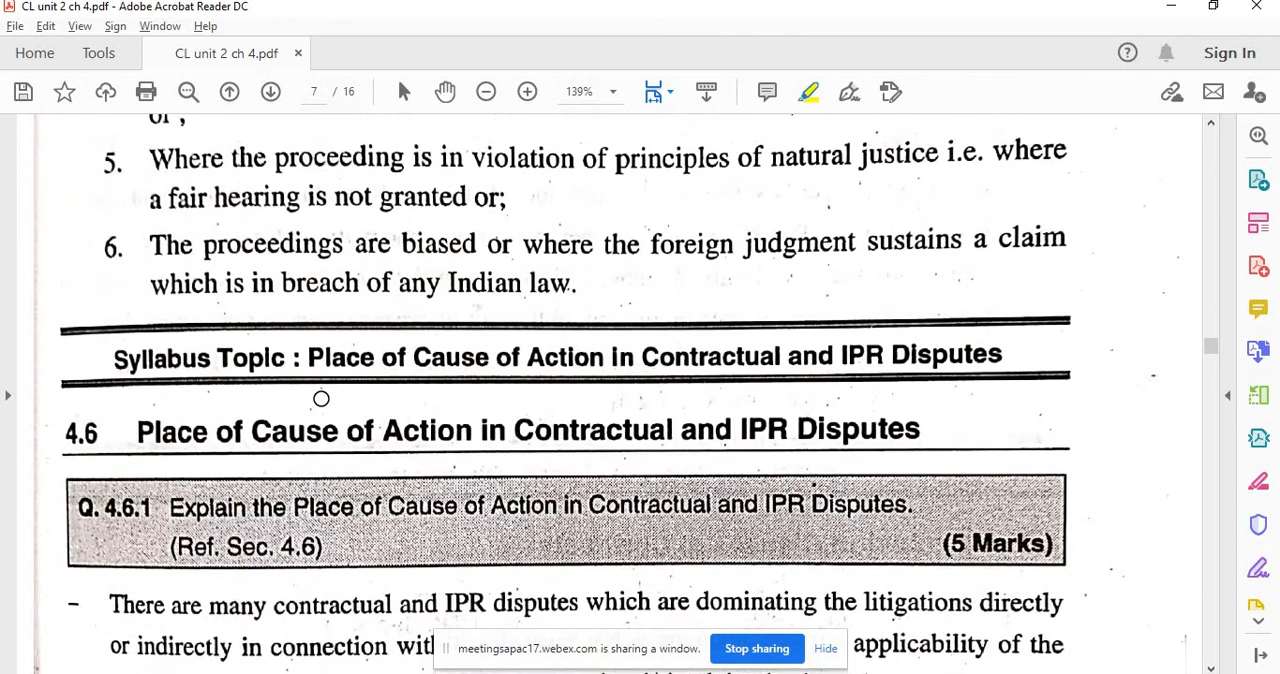 CL unit 2 ch 4.pdf - Adobe Acrobat Reader DC
File Edit View Sign Window Help
Home Tools CL unit 2 ch 4.pdf × Sign In
7 / 16 139%
or ;
5. Where the proceeding is in violation of principles of natural justice i.e. where
a fair hearing is not granted or;
6. The proceedings are biased or where the foreign judgment sustains a claim
which is in breach of any Indian law.
Syllabus Topic : Place of Cause of Action in Contractual and IPR Disputes
4.6 Place of Cause of Action in Contractual and IPR Disputes
Q. 4.6.1 Explain the Place of Cause of Action in Contractual and IPR Disputes.
(Ref. Sec. 4.6) (5 Marks)
- There are many contractual and IPR disputes which are dominating the litigations directly
or indirectly in connection applicability of the
meetingsapac17.webex.com is sharing a window. Stop sharing Hide